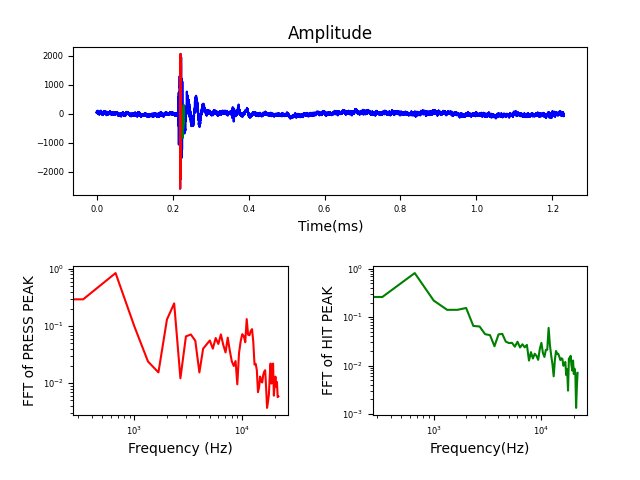 Amplitude
2000
1000
0
−1000
−2000
0.0 0.2 0.4 0.6 0.8 1.0 1.2
Time(ms)
FFT of PRESS PEAK
10⁰
10⁻¹
10⁻²
10³ 10⁴
Frequency (Hz)
FFT of HIT PEAK
10⁰
10⁻¹
10⁻²
10⁻³
10³ 10⁴
Frequency(Hz)